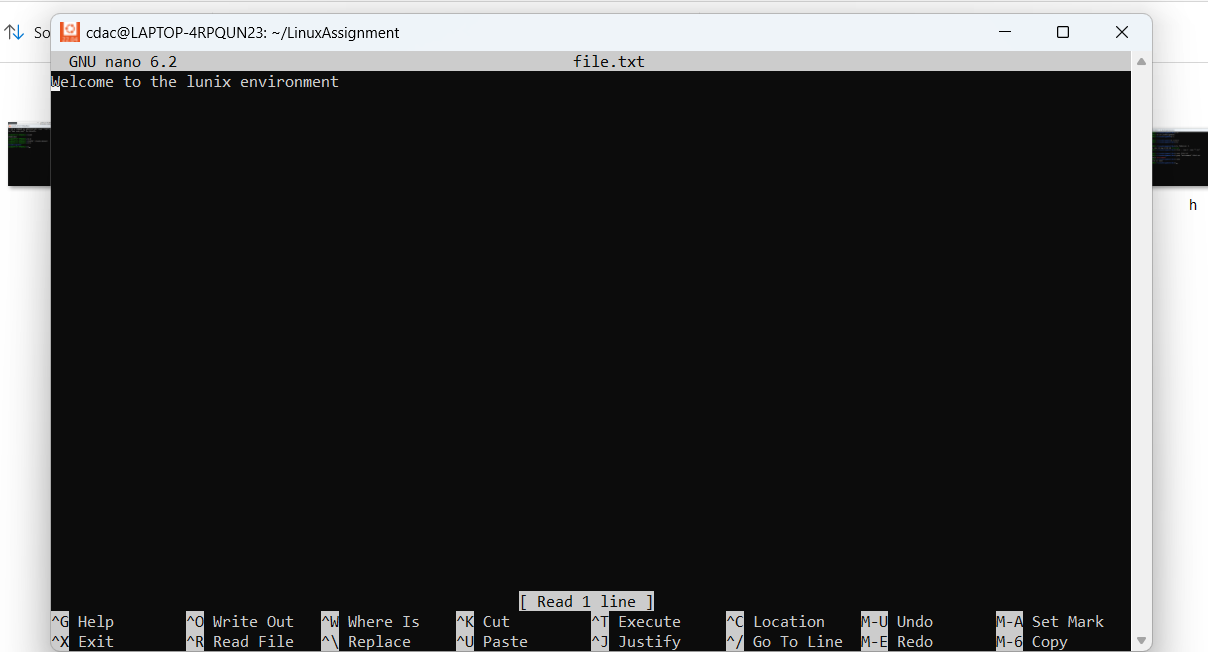 So
cdac@LAPTOP-4RPQUN23: ~/LinuxAssignment
GNU nano 6.2 file.txt
Welcome to the lunix environment
h
[ Read 1 line ]
^G Help ^O Write Out ^W Where Is ^K Cut ^T Execute ^C Location M-U Undo M-A Set Mark
^X Exit ^R Read File ^\ Replace ^U Paste ^J Justify ^/ Go To Line M-E Redo M-6 Copy